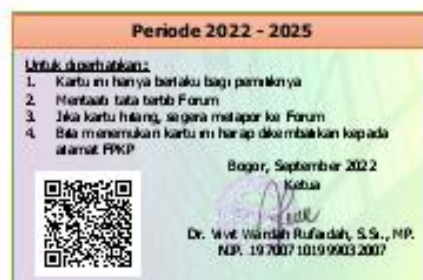 Periode 2022 - 2025
Untuk diperhatikan :
1. Kartu ini hanya berlaku bagi pemiliknya
2. Mentaati tata tertib Forum
3. Jika kartu hilang, segera melapor ke Forum
4. Bila menemukan kartu ini harap dikembalikan kepada
alamat FPKP
Bogor, September 2022
Ketua
Dr. Vivit Wardah Rufaidah, S.Si., MP.
NIP. 197007101999032007